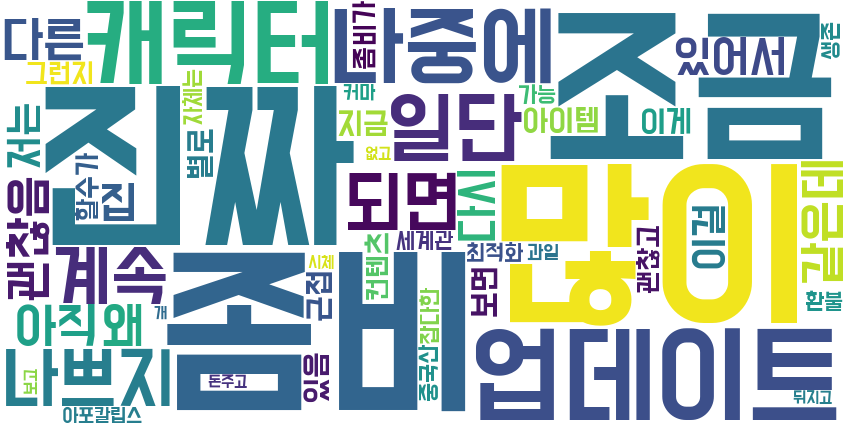 다른
캐릭터
좀비가
나중에
조금
있어서
생존
그런지
자체는
커마
가능
진짜
저는
별로
지금
일단
아이템
이게
없고
할수가
집
괜찮음
되면
다시
많이
이걸
같은데
세계관
최적화
과일
괜찮고
계속
좀비
시체
근접
컨텐츠
보면
환불
아직
왜
개
중국산
잡다한
업데이트
나쁘지
보고
돈주고
있음
뒤지고
아포칼립스